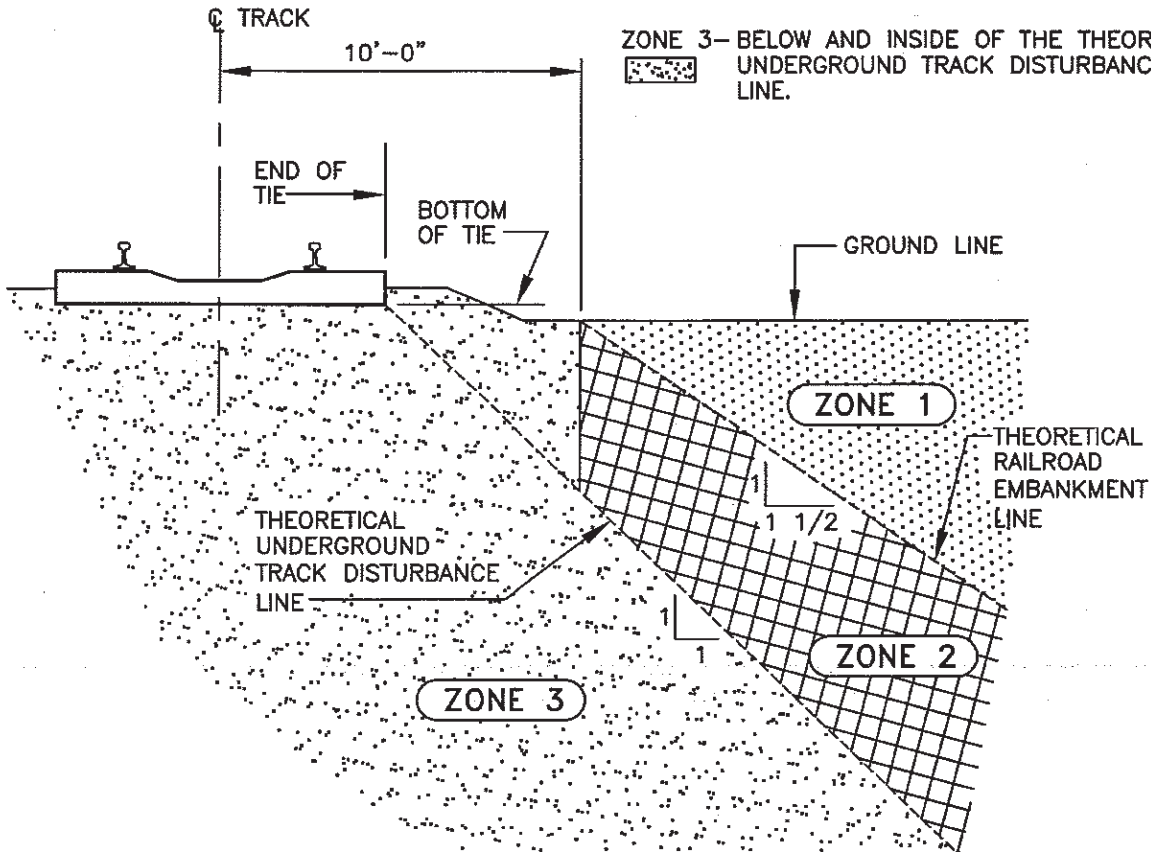 ℄ TRACK
10'-0"
ZONE 3- BELOW AND INSIDE OF THE THEOR
UNDERGROUND TRACK DISTURBANC
LINE.
END OF
TIE
BOTTOM
OF TIE
GROUND LINE
ZONE 1
THEORETICAL
RAILROAD
EMBANKMENT
LINE
1
1 1/2
THEORETICAL
UNDERGROUND
TRACK DISTURBANCE
LINE
1
1
ZONE 2
ZONE 3